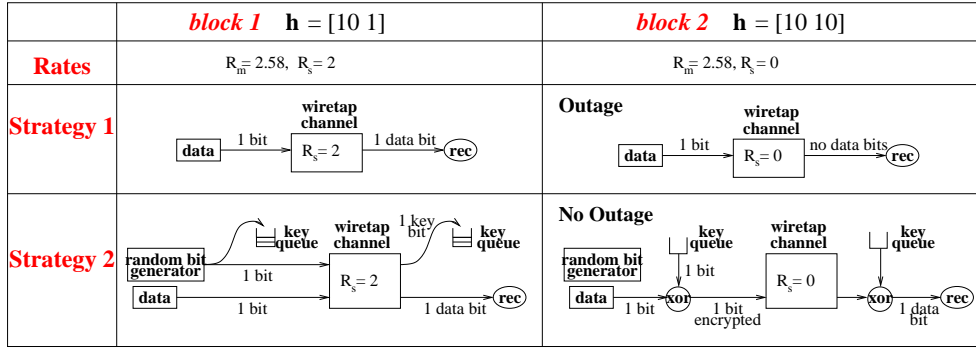 block 1 h = [10 1]
block 2 h = [10 10]
Rates
R_m = 2.58, R_s = 2
R_m = 2.58, R_s = 0
Strategy 1
data
1 bit
wiretap
channel
R_s = 2
1 data bit
rec
Outage
data
1 bit
wiretap
channel
R_s = 0
no data bits
rec
Strategy 2
random bit
generator
key
queue
1 bit
data
1 bit
wiretap
channel
R_s = 2
1 key
bit
key
queue
1 data bit
rec
No Outage
random bit
generator
data
1 bit
key
queue
1 bit
xor
1 bit
encrypted
wiretap
channel
R_s = 0
key
queue
xor
1 data
bit
rec